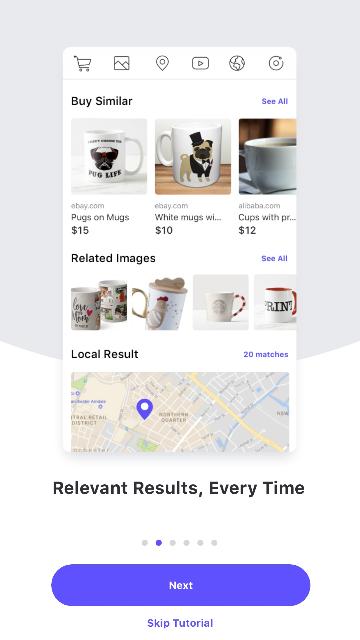 Buy Similar
See All
PUG LIFE
ebay.com
ebay.com
alibaba.com
Pugs on Mugs
White mugs wi...
Cups with pr...
$15
$10
$12
Related Images
See All
love
Mom
PRINT
Local Result
20 matches
NORTHERN
QUARTER
DISTRICT
Relevant Results, Every Time
Next
Skip Tutorial